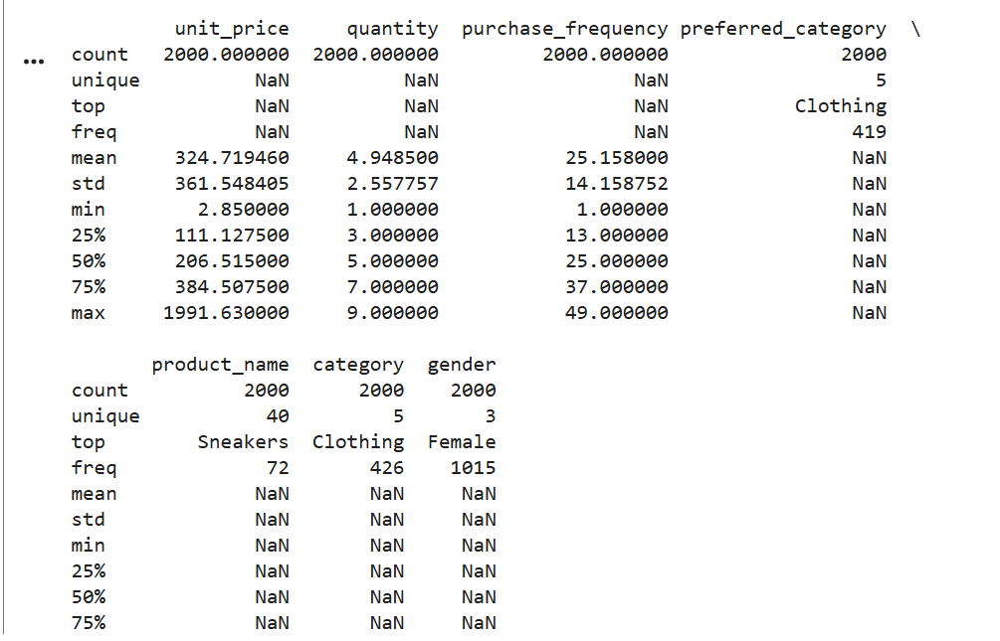 unit_price quantity purchase_frequency preferred_category \
... count 2000.000000 2000.000000 2000.000000 2000
unique NaN NaN NaN 5
top NaN NaN NaN Clothing
freq NaN NaN NaN 419
mean 324.719460 4.948500 25.158000 NaN
std 361.548405 2.557757 14.158752 NaN
min 2.850000 1.000000 1.000000 NaN
25% 111.127500 3.000000 13.000000 NaN
50% 206.515000 5.000000 25.000000 NaN
75% 384.507500 7.000000 37.000000 NaN
max 1991.630000 9.000000 49.000000 NaN
product_name category gender
count 2000 2000 2000
unique 40 5 3
top Sneakers Clothing Female
freq 72 426 1015
mean NaN NaN NaN
std NaN NaN NaN
min NaN NaN NaN
25% NaN NaN NaN
50% NaN NaN NaN
75% NaN NaN NaN